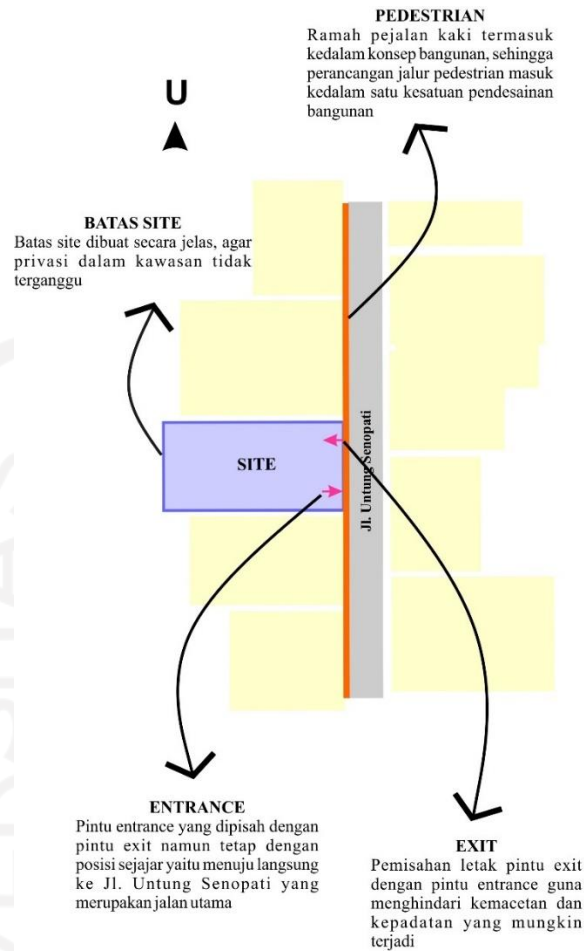 PEDESTRIAN
Ramah pejalan kaki termasuk
kedalam konsep bangunan, sehingga
perancangan jalur pedestrian masuk
kedalam satu kesatuan pendesainan
bangunan
U
BATAS SITE
Batas site dibuat secara jelas, agar
privasi dalam kawasan tidak
terganggu
SITE
Jl. Untung Senopati
ENTRANCE
Pintu entrance yang dipisah dengan
pintu exit namun tetap dengan
posisi sejajar yaitu menuju langsung
ke Jl. Untung Senopati yang
merupakan jalan utama
EXIT
Pemisahan letak pintu exit
dengan pintu entrance guna
menghindari kemacetan dan
kepadatan yang mungkin
terjadi